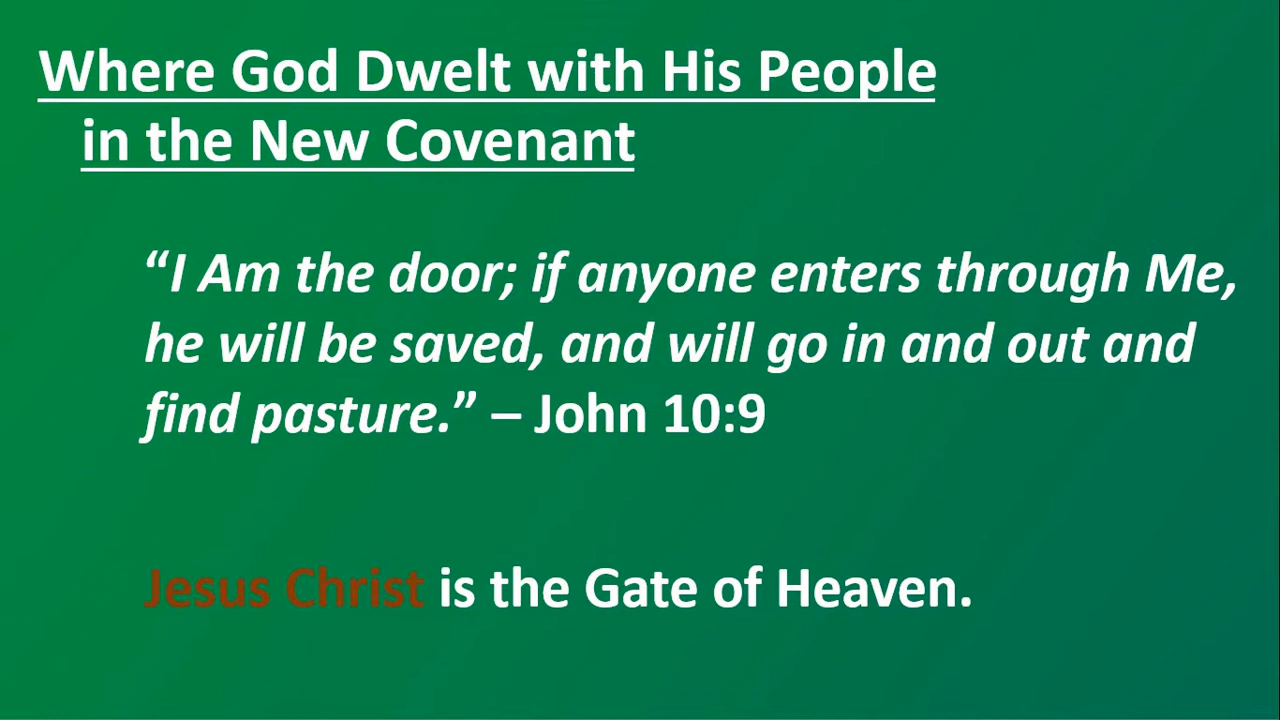 Where God Dwelt with His People
in the New Covenant
“I Am the door; if anyone enters through Me,
he will be saved, and will go in and out and
find pasture.” – John 10:9
Jesus Christ is the Gate of Heaven.